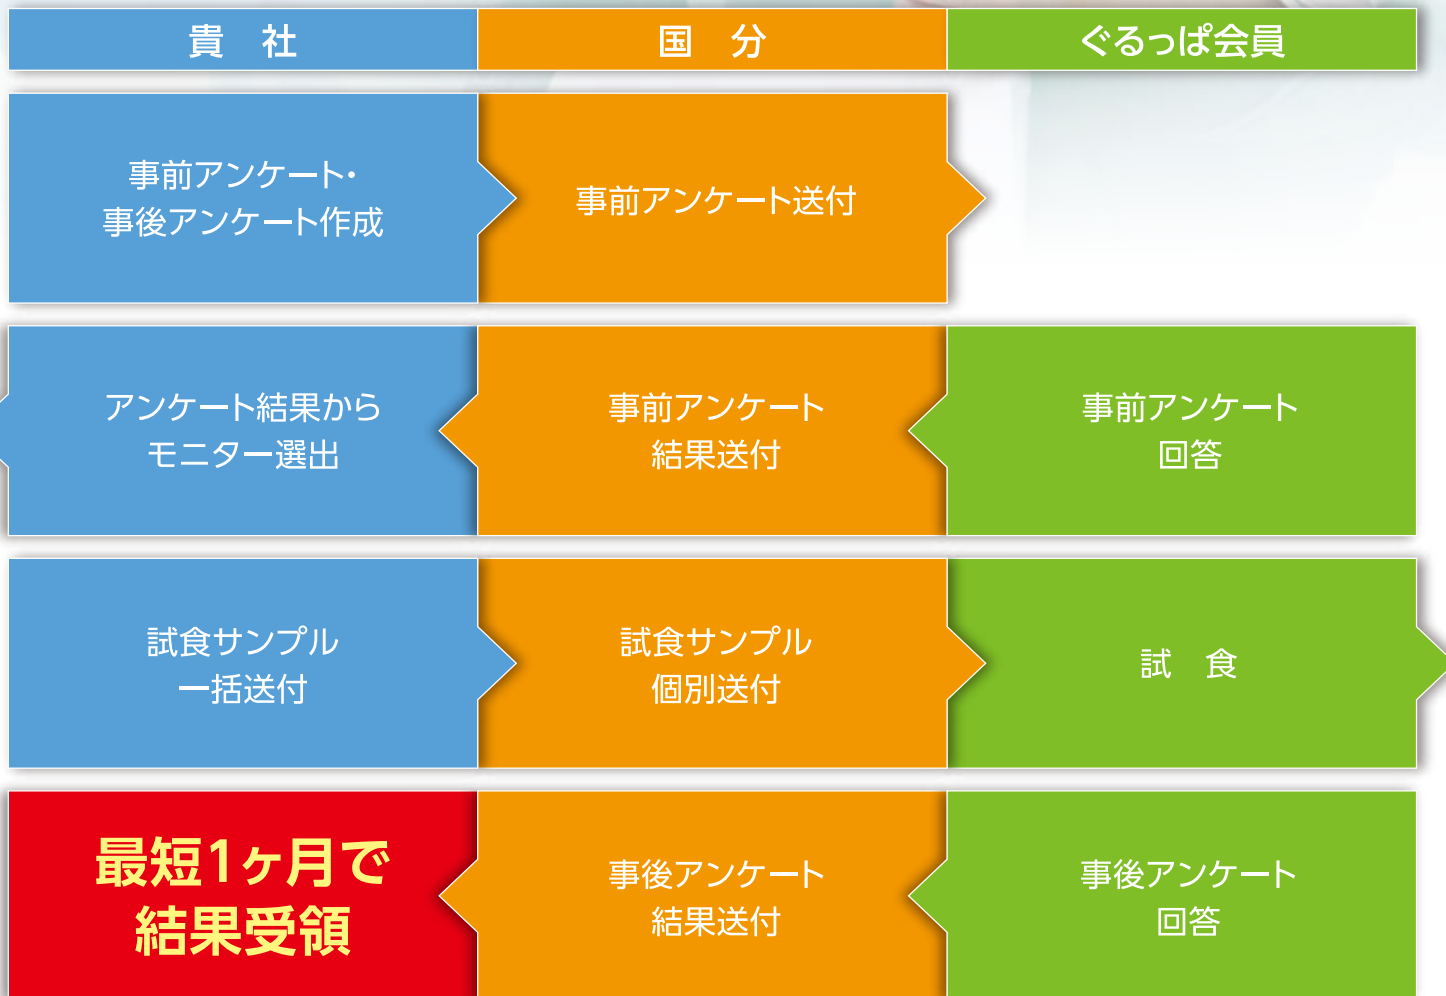 貴　社
国　分
ぐるっぱ会員
事前アンケート・
事後アンケート作成
事前アンケート送付
アンケート結果から
モニター選出
事前アンケート
結果送付
事前アンケート
回答
試食サンプル
一括送付
試食サンプル
個別送付
試　食
最短1ヶ月で
結果受領
事後アンケート
結果送付
事後アンケート
回答